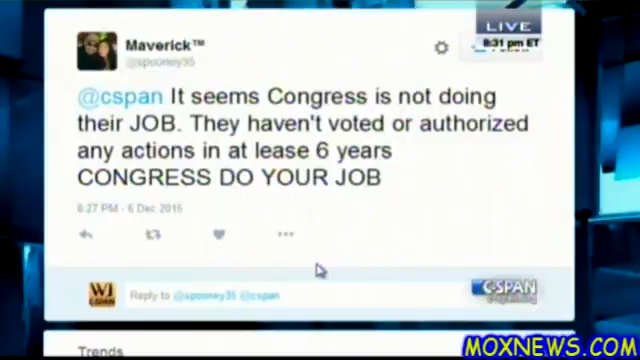 LIVE
8:31 pm ET
Maverick™
@spooney35
@cspan It seems Congress is not doing
their JOB. They haven't voted or authorized
any actions in at lease 6 years
CONGRESS DO YOUR JOB
8:27 PM - 6 Dec 2015
WJ
CSPAN
Reply to @spooney35 @cspan
C-SPAN
Trends
MOXNEWS.COM